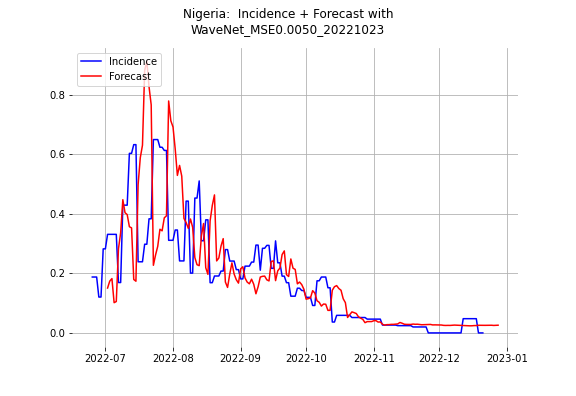 Nigeria:  Incidence + Forecast with
WaveNet_MSE0.0050_20221023
Incidence
Forecast
0.8
0.6
0.4
0.2
0.0
2022-07 2022-08 2022-09 2022-10 2022-11 2022-12 2023-01